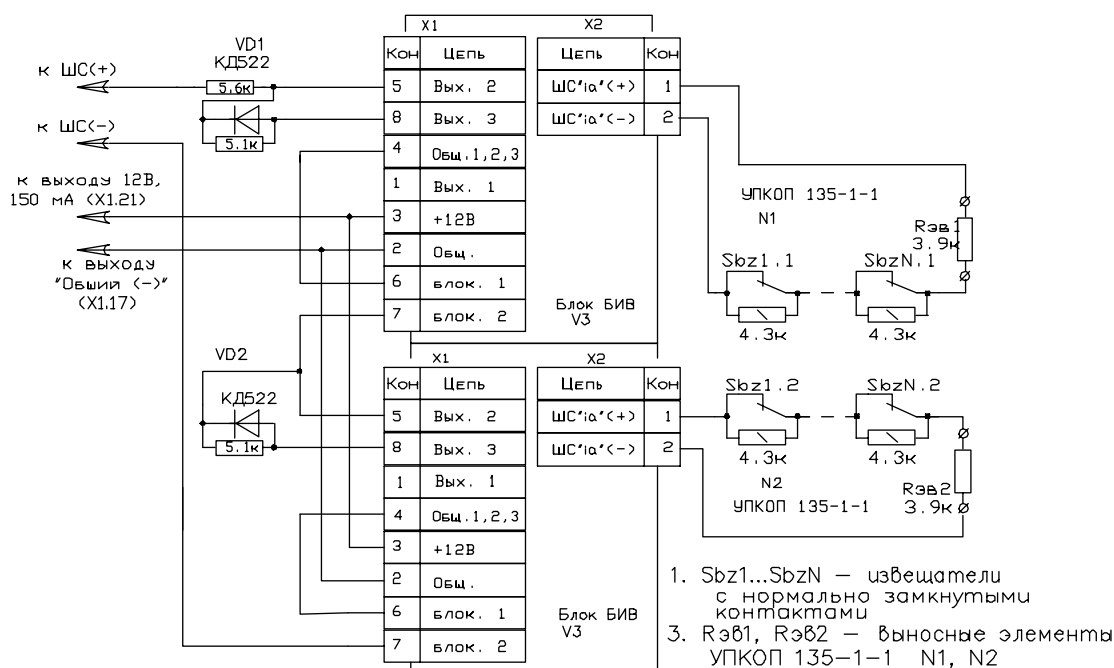 X1
X2
VD1
КД522
к ШС(+)
5.6к
5.1к
к ШС(-)
к выходу 12В,
150 мА (X1.21)
к выходу
"Обший (-)"
(X1.17)
Кон Цепь
5 Вых. 2
8 Вых. 3
4 Общ.1,2,3
1 Вых. 1
3 +12В
2 Общ.
6 блок. 1
7 блок. 2
Цепь Кон
ШС"ia"(+) 1
ШС"ia"(-) 2
Блок БИВ
V3
УПКОП 135-1-1
N1
Rэв1
3.9к
Sbz1.1
SbzN.1
4.3к
4.3к
VD2
КД522
5.1к
X1
X2
Кон Цепь
5 Вых. 2
8 Вых. 3
1 Вых. 1
4 Общ.1,2,3
3 +12В
2 Общ.
6 блок. 1
7 блок. 2
Цепь Кон
ШС"ia"(+) 1
ШС"ia"(-) 2
Блок БИВ
V3
Sbz1.2
SbzN.2
4.3к
4.3к
N2
УПКОП 135-1-1
Rэв2
3.9к
1. Sbz1...SbzN – извещатели
с нормально замкнутыми
контактами
3. Rэв1, Rэв2 – выносные элементы
УПКОП 135-1-1 N1, N2